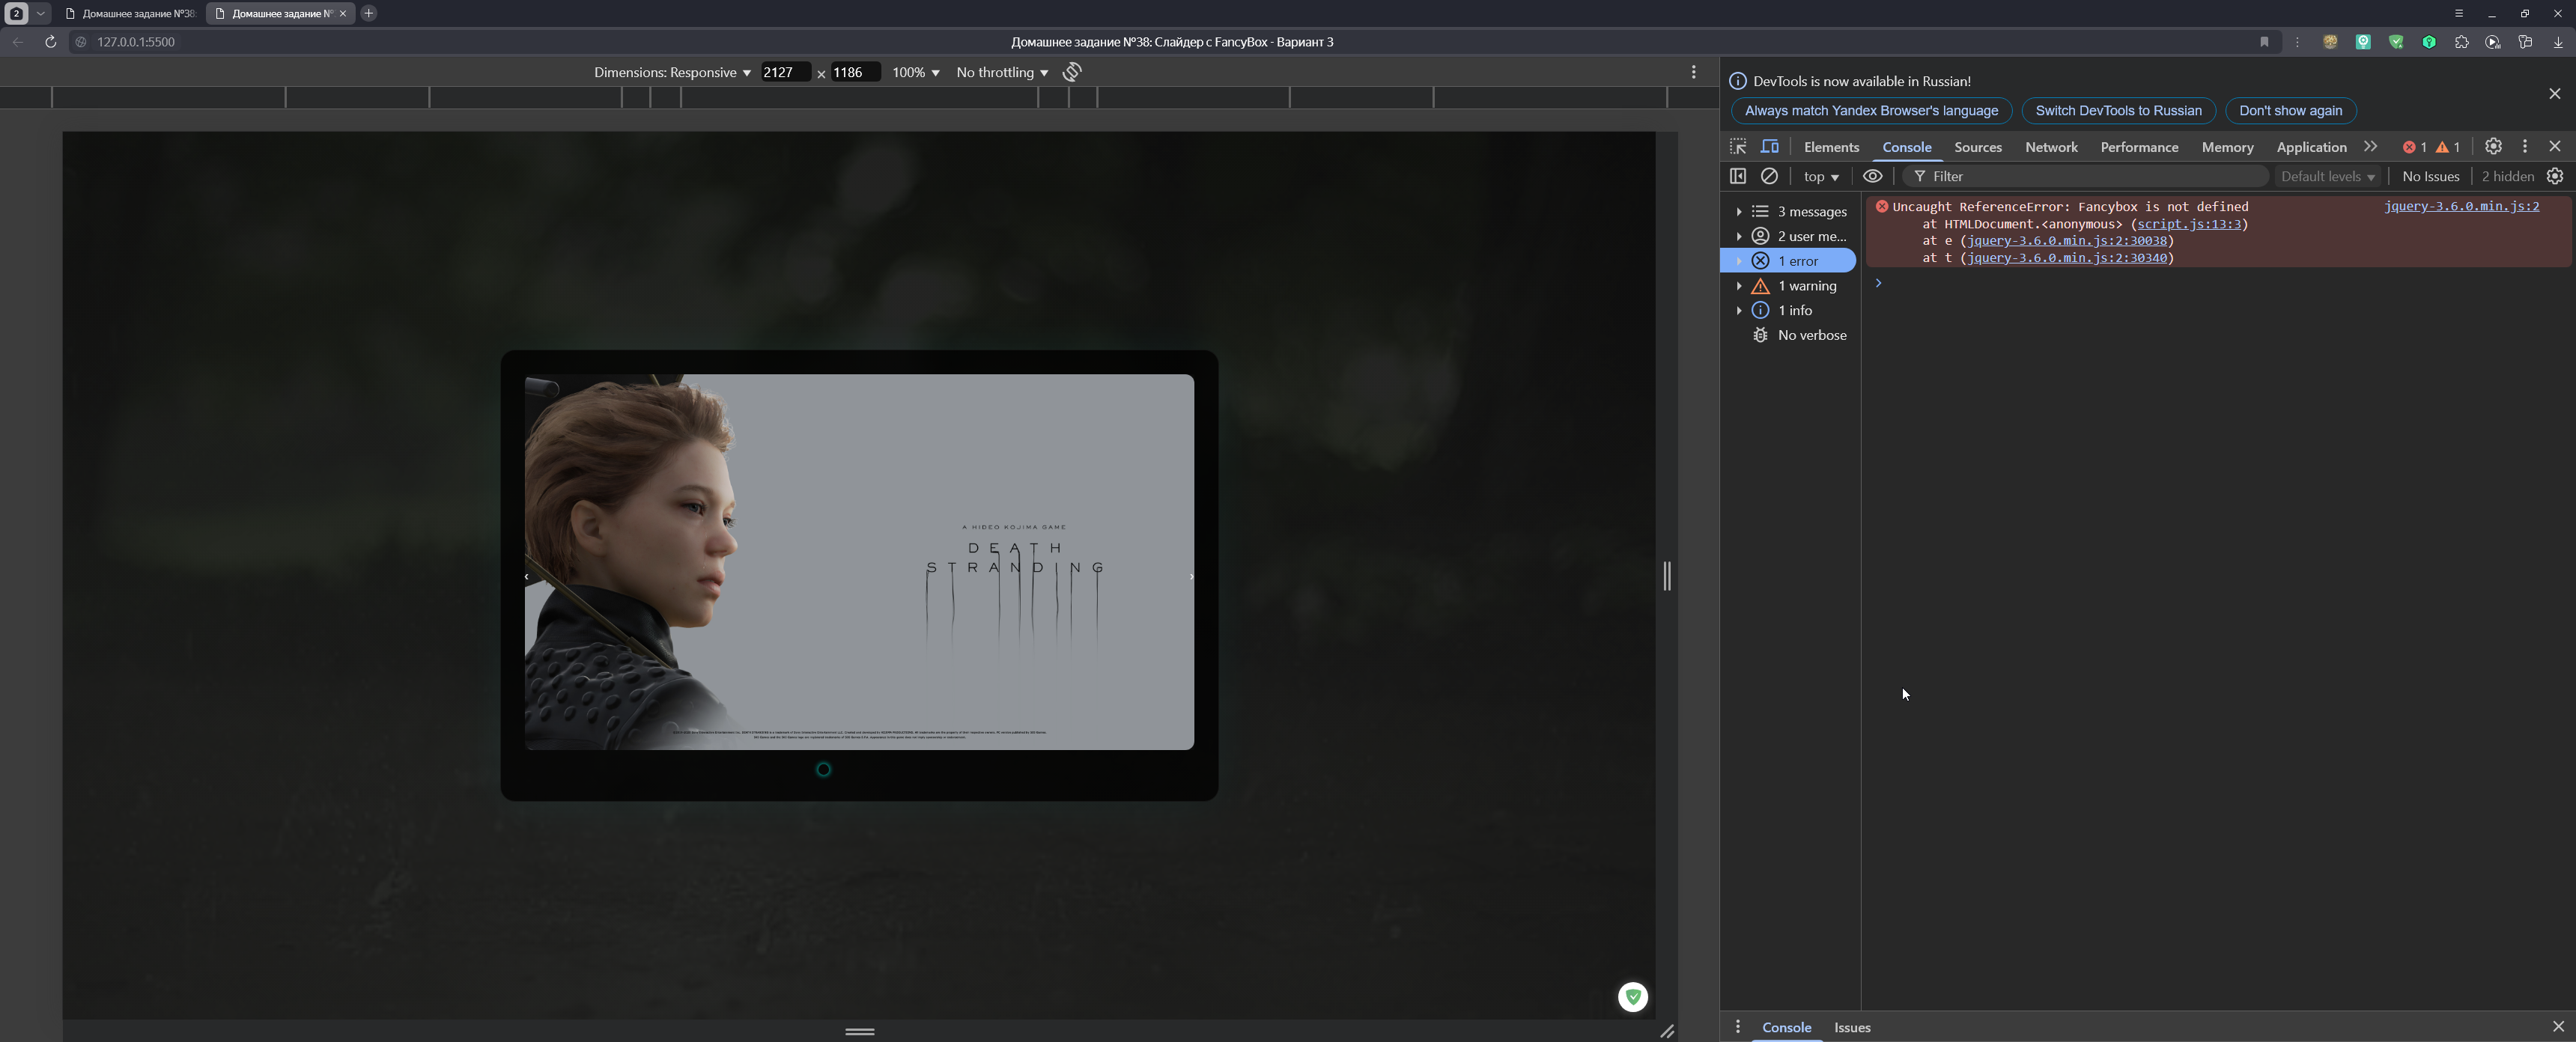 2
Домашнее задание №38:
Домашнее задание №
127.0.0.1:5500
Домашнее задание №38: Слайдер с FancyBox - Вариант 3
Dimensions: Responsive
2127
x
1186
100%
No throttling
A HIDEO KOJIMA GAME
DEATH
STRANDING
DevTools is now available in Russian!
Always match Yandex Browser's language
Switch DevTools to Russian
Don't show again
Elements
Console
Sources
Network
Performance
Memory
Application
1
1
top
Filter
Default levels
No Issues
2 hidden
3 messages
2 user me...
1 error
1 warning
1 info
No verbose
Uncaught ReferenceError: Fancybox is not defined jquery-3.6.0.min.js:2
at HTMLDocument.<anonymous> (script.js:13:3)
at e (jquery-3.6.0.min.js:2:30038)
at t (jquery-3.6.0.min.js:2:30340)
Console
Issues